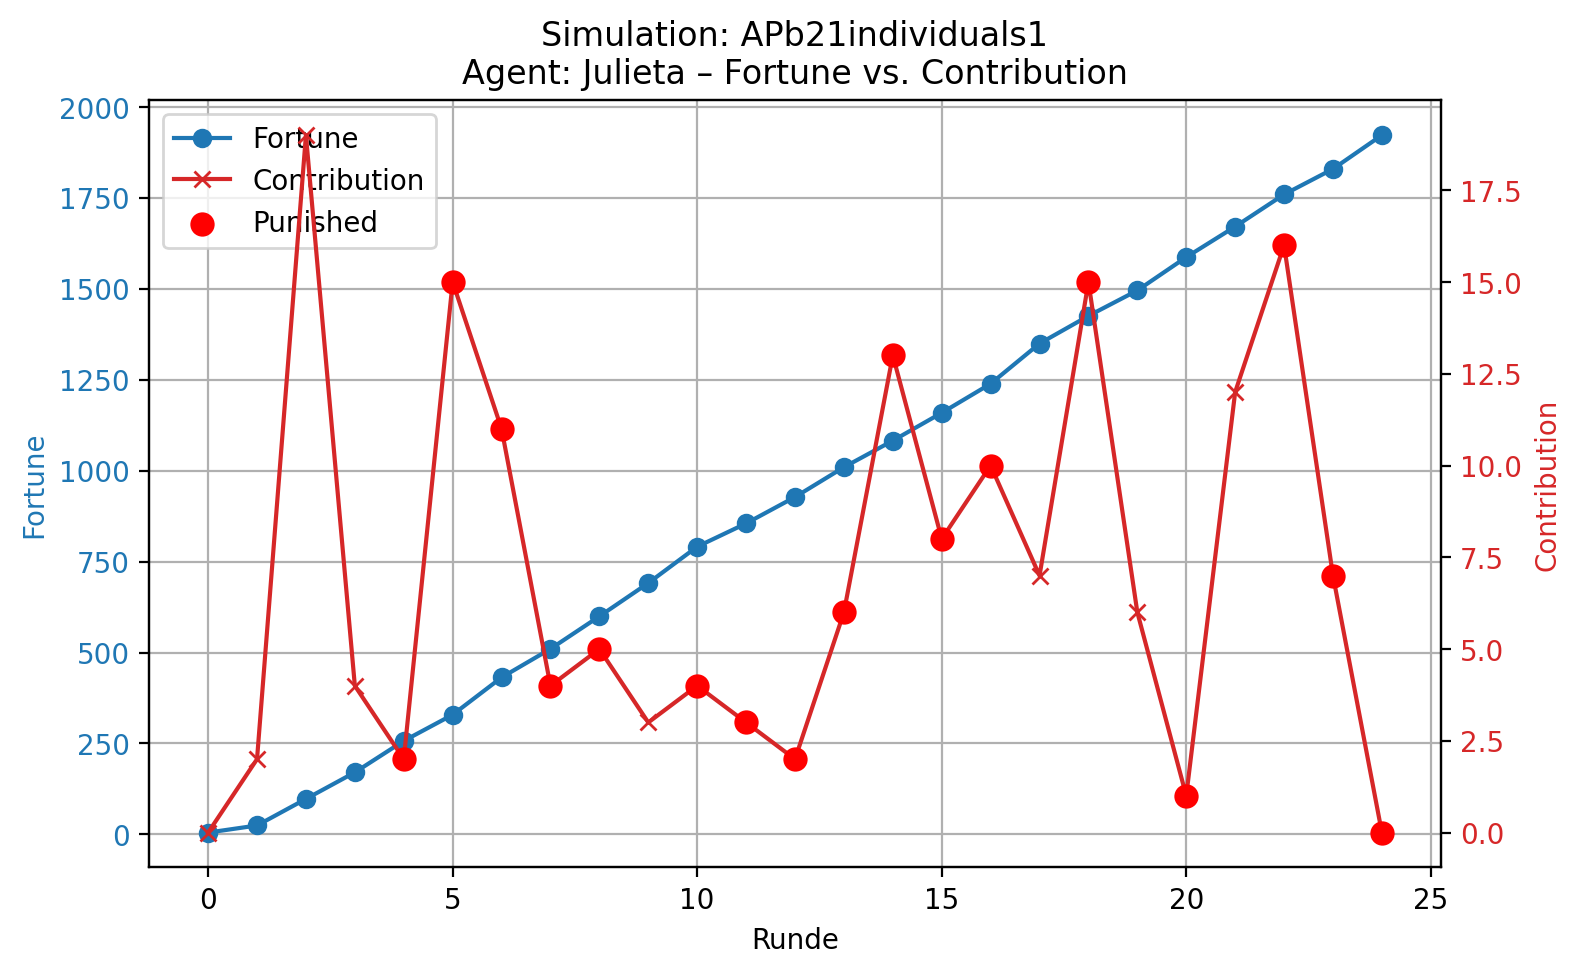 Simulation: APb21individuals1
Agent: Julieta – Fortune vs. Contribution
Fortune
Contribution
Punished
2000
1750
1500
1250
1000
750
500
250
0
Fortune
17.5
15.0
12.5
10.0
7.5
5.0
2.5
0.0
Contribution
0 5 10 15 20 25
Runde